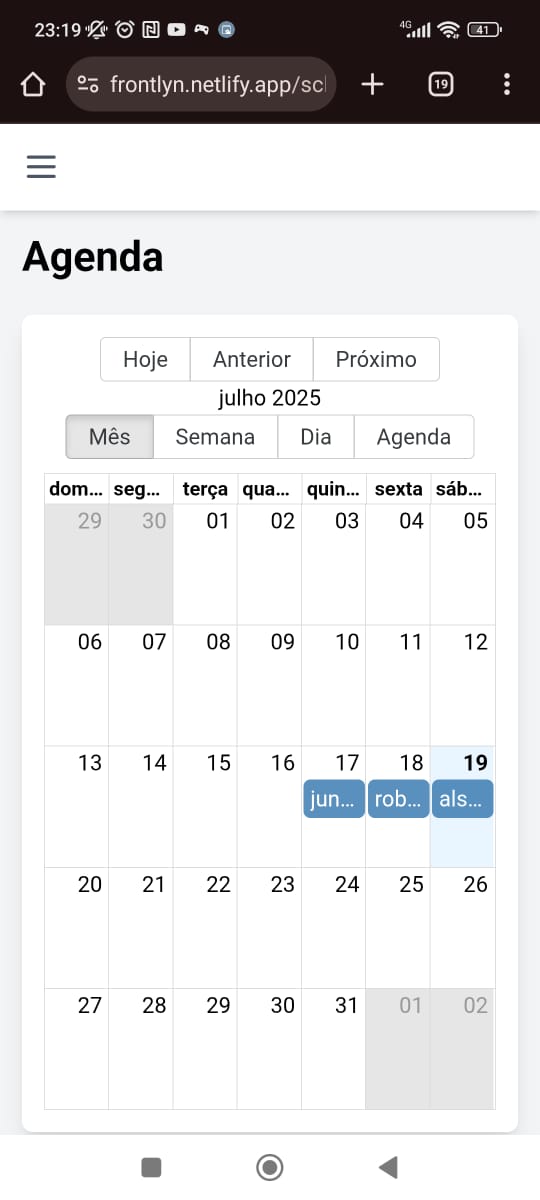 23:19 4G 41
frontlyn.netlify.app/scl 19
Agenda
Hoje Anterior Próximo
julho 2025
Mês Semana Dia Agenda
dom... seg... terça qua... quin... sexta sáb...
29 30 01 02 03 04 05
06 07 08 09 10 11 12
13 14 15 16 17 18 19
jun... rob... als...
20 21 22 23 24 25 26
27 28 29 30 31 01 02